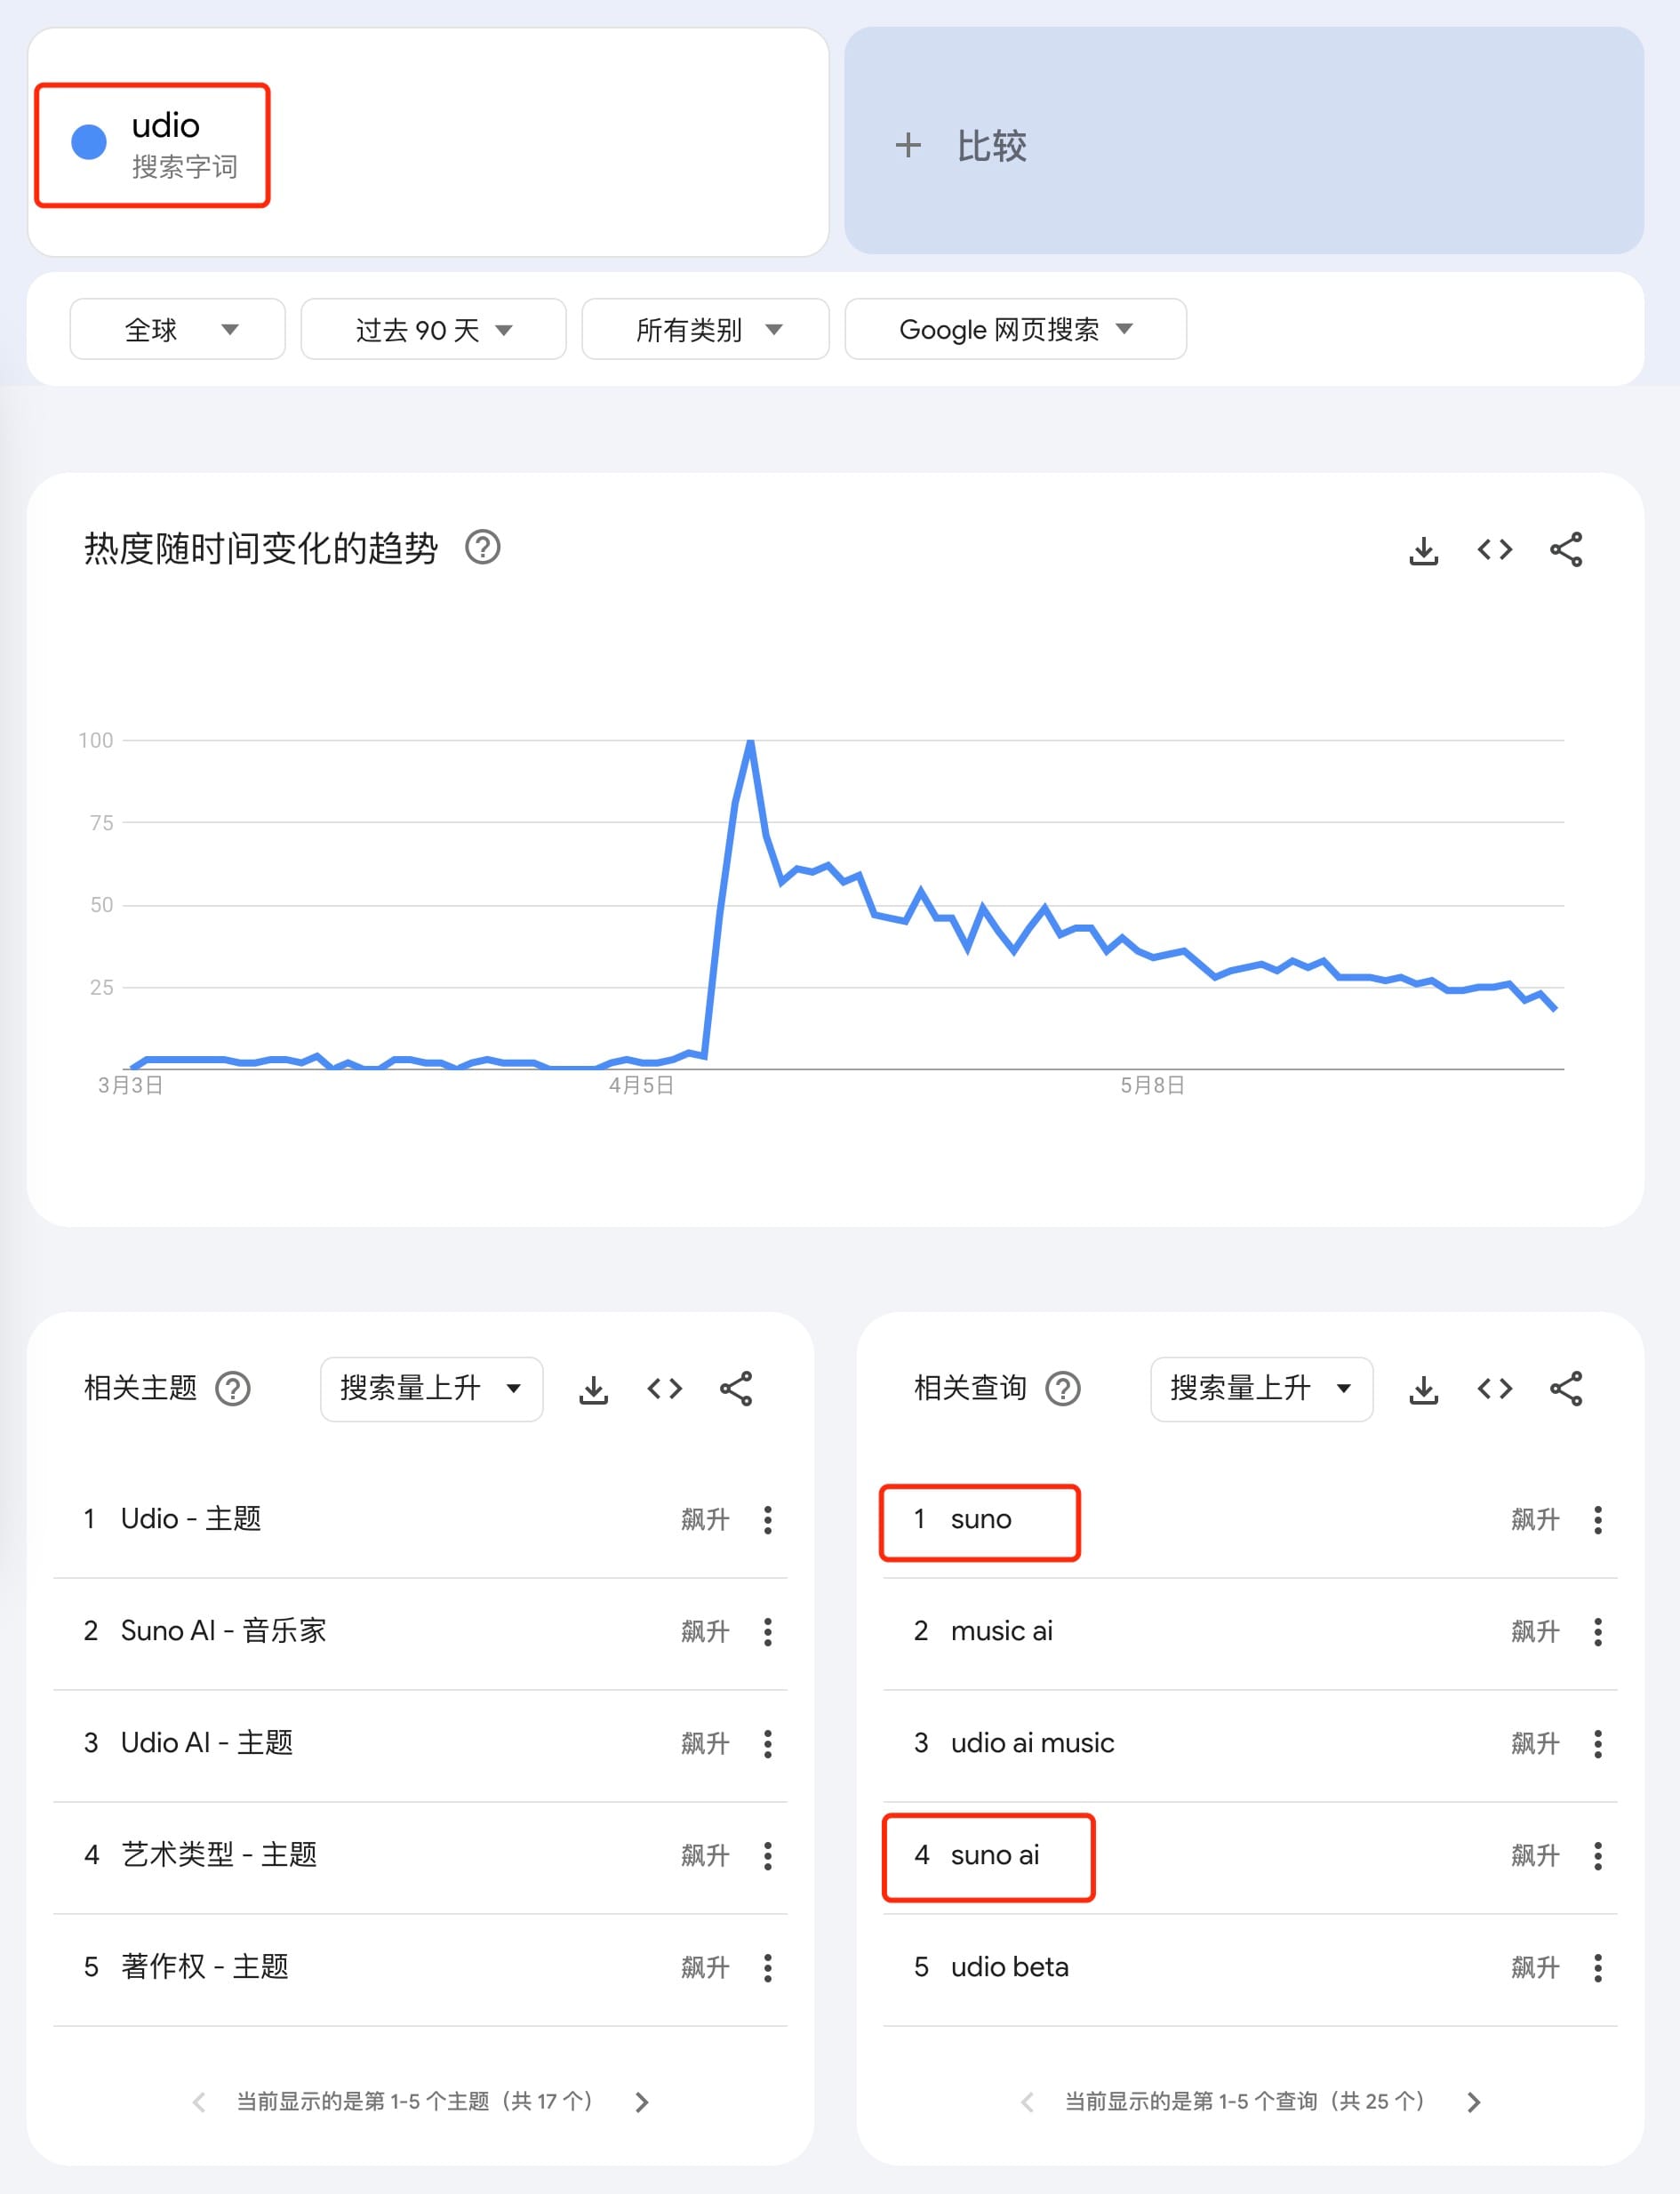 udio
搜索字词
+ 比较
全球
过去 90 天
所有类别
Google 网页搜索
热度随时间变化的趋势
100
75
50
25
3月3日
4月5日
5月8日
相关主题
搜索量上升
1 Udio - 主题 飙升
2 Suno AI - 音乐家 飙升
3 Udio AI - 主题 飙升
4 艺术类型 - 主题 飙升
5 著作权 - 主题 飙升
当前显示的是第 1-5 个主题（共 17 个）
相关查询
搜索量上升
1 suno 飙升
2 music ai 飙升
3 udio ai music 飙升
4 suno ai 飙升
5 udio beta 飙升
当前显示的是第 1-5 个查询（共 25 个）